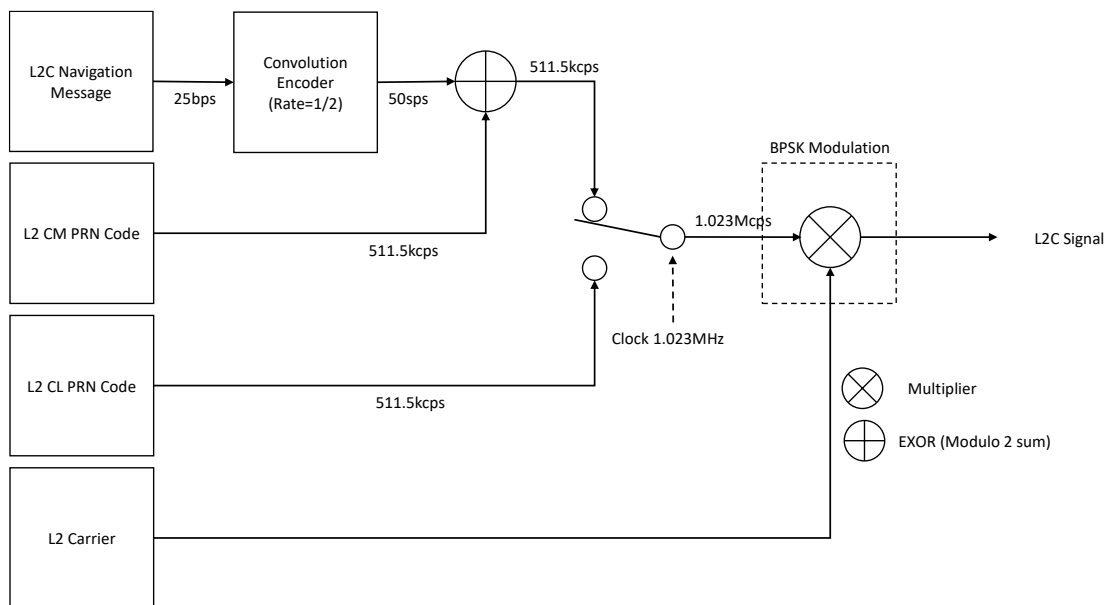 L2C Navigation
Message
25bps
Convolution
Encoder
(Rate=1/2)
50sps
511.5kcps
L2 CM PRN Code
511.5kcps
BPSK Modulation
1.023Mcps
L2C Signal
Clock 1.023MHz
L2 CL PRN Code
511.5kcps
Multiplier
EXOR (Modulo 2 sum)
L2 Carrier